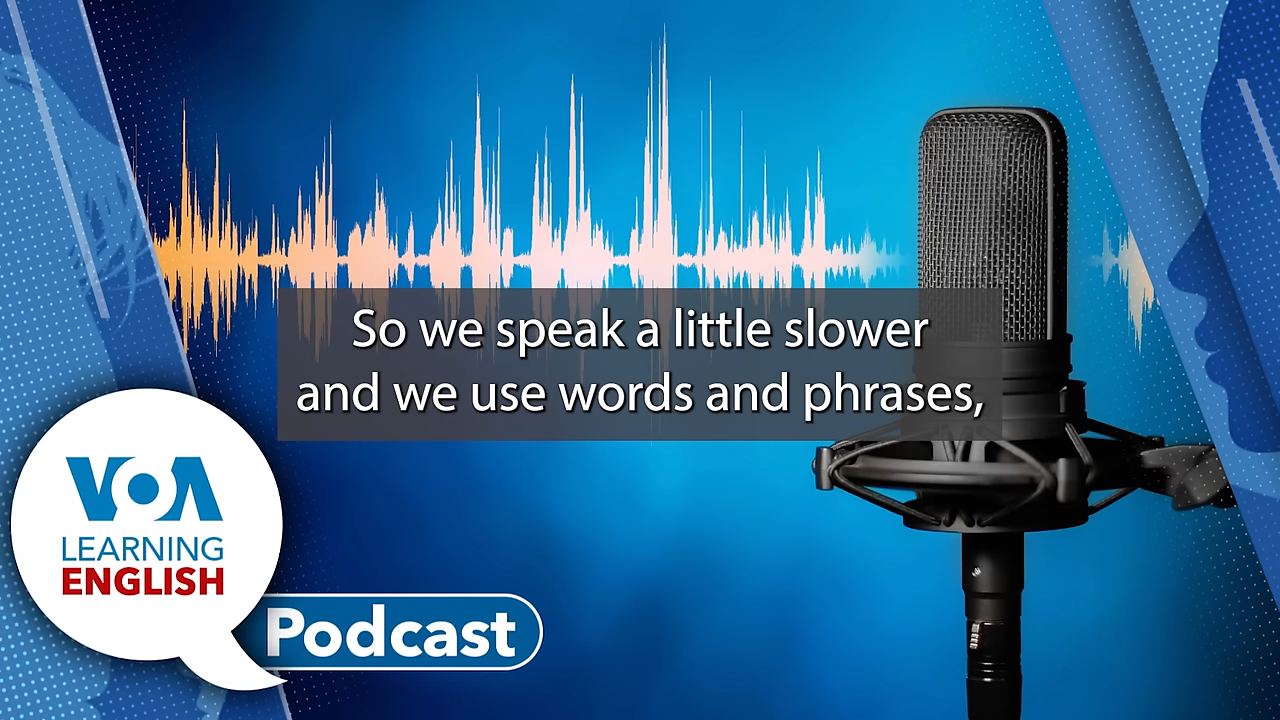 So we speak a little slower
and we use words and phrases,
VOA
LEARNING
ENGLISH
Podcast